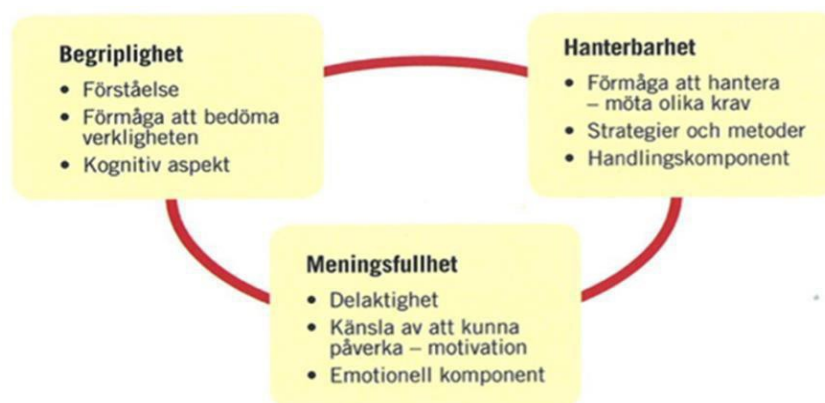 Begriplighet
• Förståelse
• Förmåga att bedöma
verkligheten
• Kognitiv aspekt
Hanterbarhet
• Förmåga att hantera
– möta olika krav
• Strategier och metoder
• Handlingskomponent
Meningsfullhet
• Delaktighet
• Känsla av att kunna
påverka – motivation
• Emotionell komponent